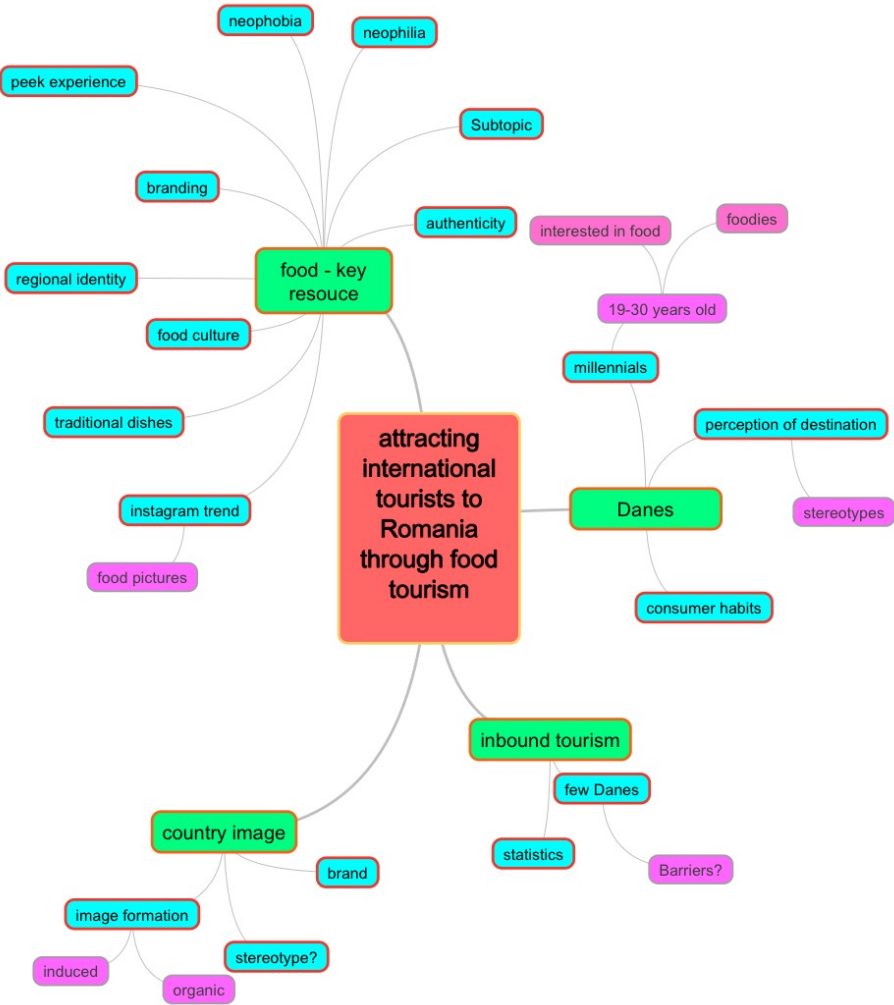 neophobia
neophilia
peek experience
Subtopic
branding
authenticity
regional identity
food - key
resouce
food culture
traditional dishes
instagram trend
food pictures
interested in food
foodies
19-30 years old
millennials
perception of destination
stereotypes
Danes
consumer habits
attracting
international
tourists to
Romania
through food
tourism
inbound tourism
few Danes
statistics
Barriers?
country image
brand
image formation
stereotype?
induced
organic